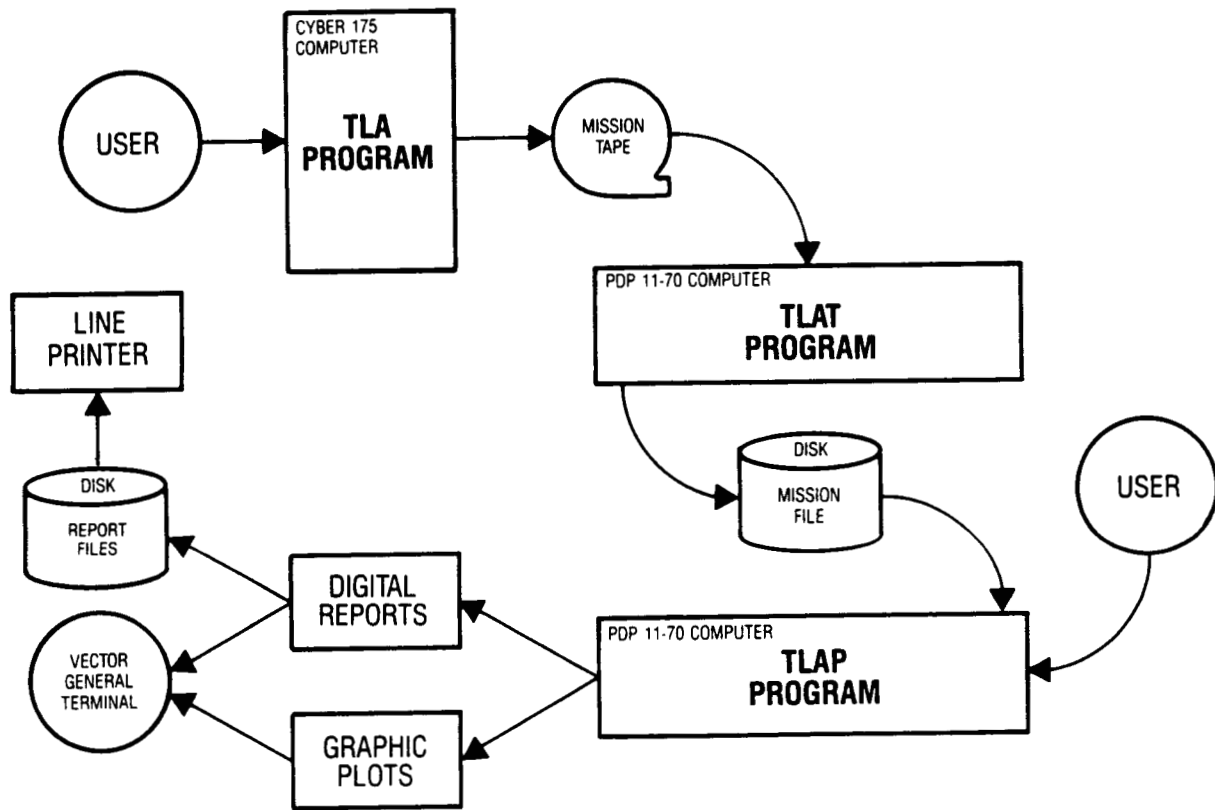 CYBER 175
COMPUTER
TLA
PROGRAM
USER
MISSION
TAPE
PDP 11-70 COMPUTER
TLAT
PROGRAM
LINE
PRINTER
DISK
REPORT
FILES
DISK
MISSION
FILE
USER
DIGITAL
REPORTS
VECTOR
GENERAL
TERMINAL
GRAPHIC
PLOTS
PDP 11-70 COMPUTER
TLAP
PROGRAM